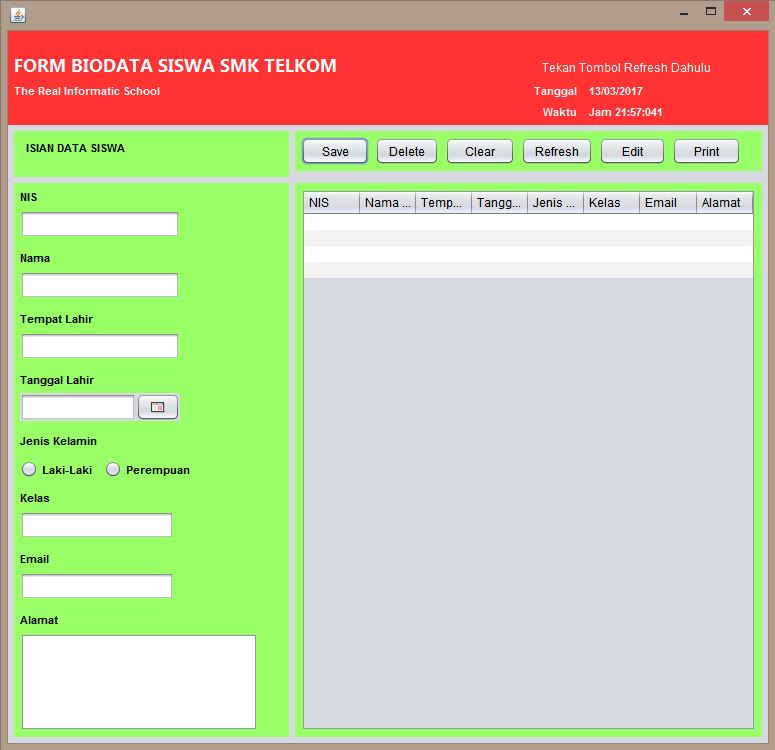 FORM BIODATA SISWA SMK TELKOM
The Real Informatic School
Tekan Tombol Refresh Dahulu
Tanggal 13/03/2017
Waktu Jam 21:57:041
ISIAN DATA SISWA
Save Delete Clear Refresh Edit Print
NIS
Nama
Tempat Lahir
Tanggal Lahir
Jenis Kelamin
Laki-Laki Perempuan
Kelas
Email
Alamat
NIS Nama ... Temp... Tangg... Jenis ... Kelas Email Alamat